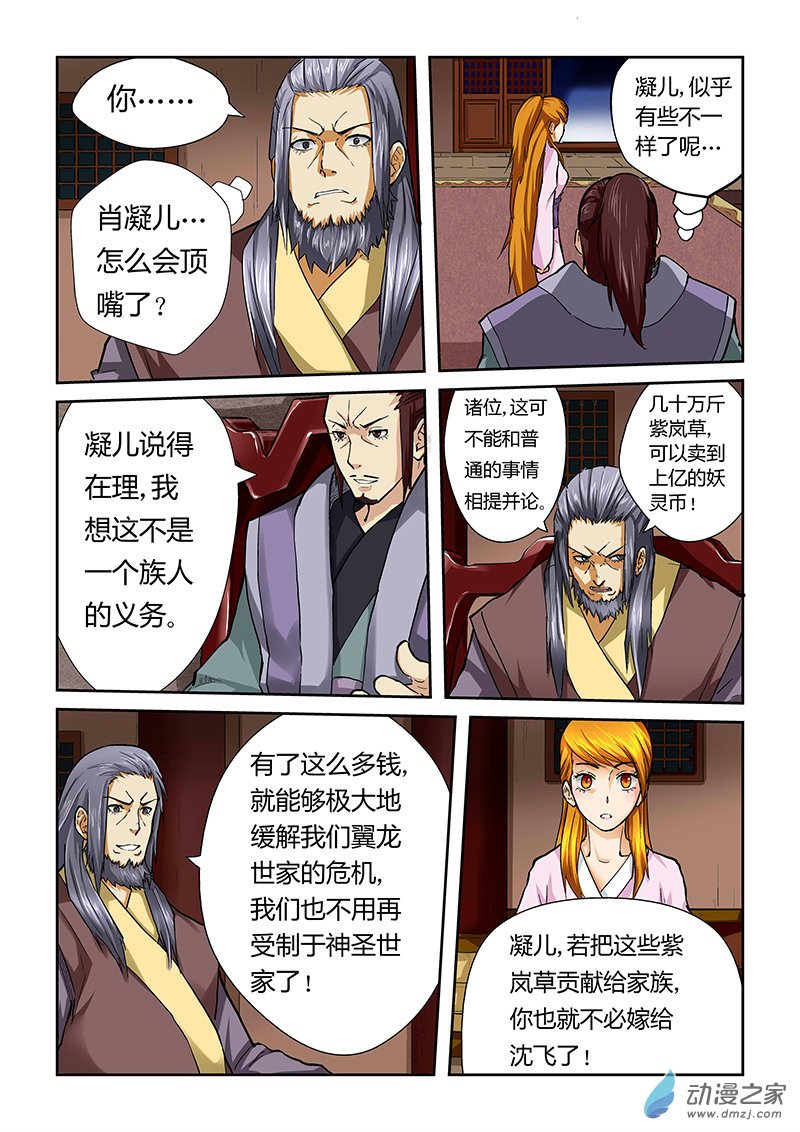 你……
肖凝儿…
怎么会顶
嘴了？
凝儿,似乎
有些不一
样了呢…
凝儿说得
在理,我
想这不是
一个族人
的义务。
诸位,这可
不能和普
通的事情
相提并论。
几十万斤
紫岚草,
可以卖到
上亿的妖
灵币！
有了这么多钱,
就能够极大地
缓解我们翼龙
世家的危机,
我们也不用再
受制于神圣世
家了！
凝儿,若把这些紫
岚草贡献给家族,
你也就不必嫁给
沈飞了！
动漫之家
www.dmzj.com